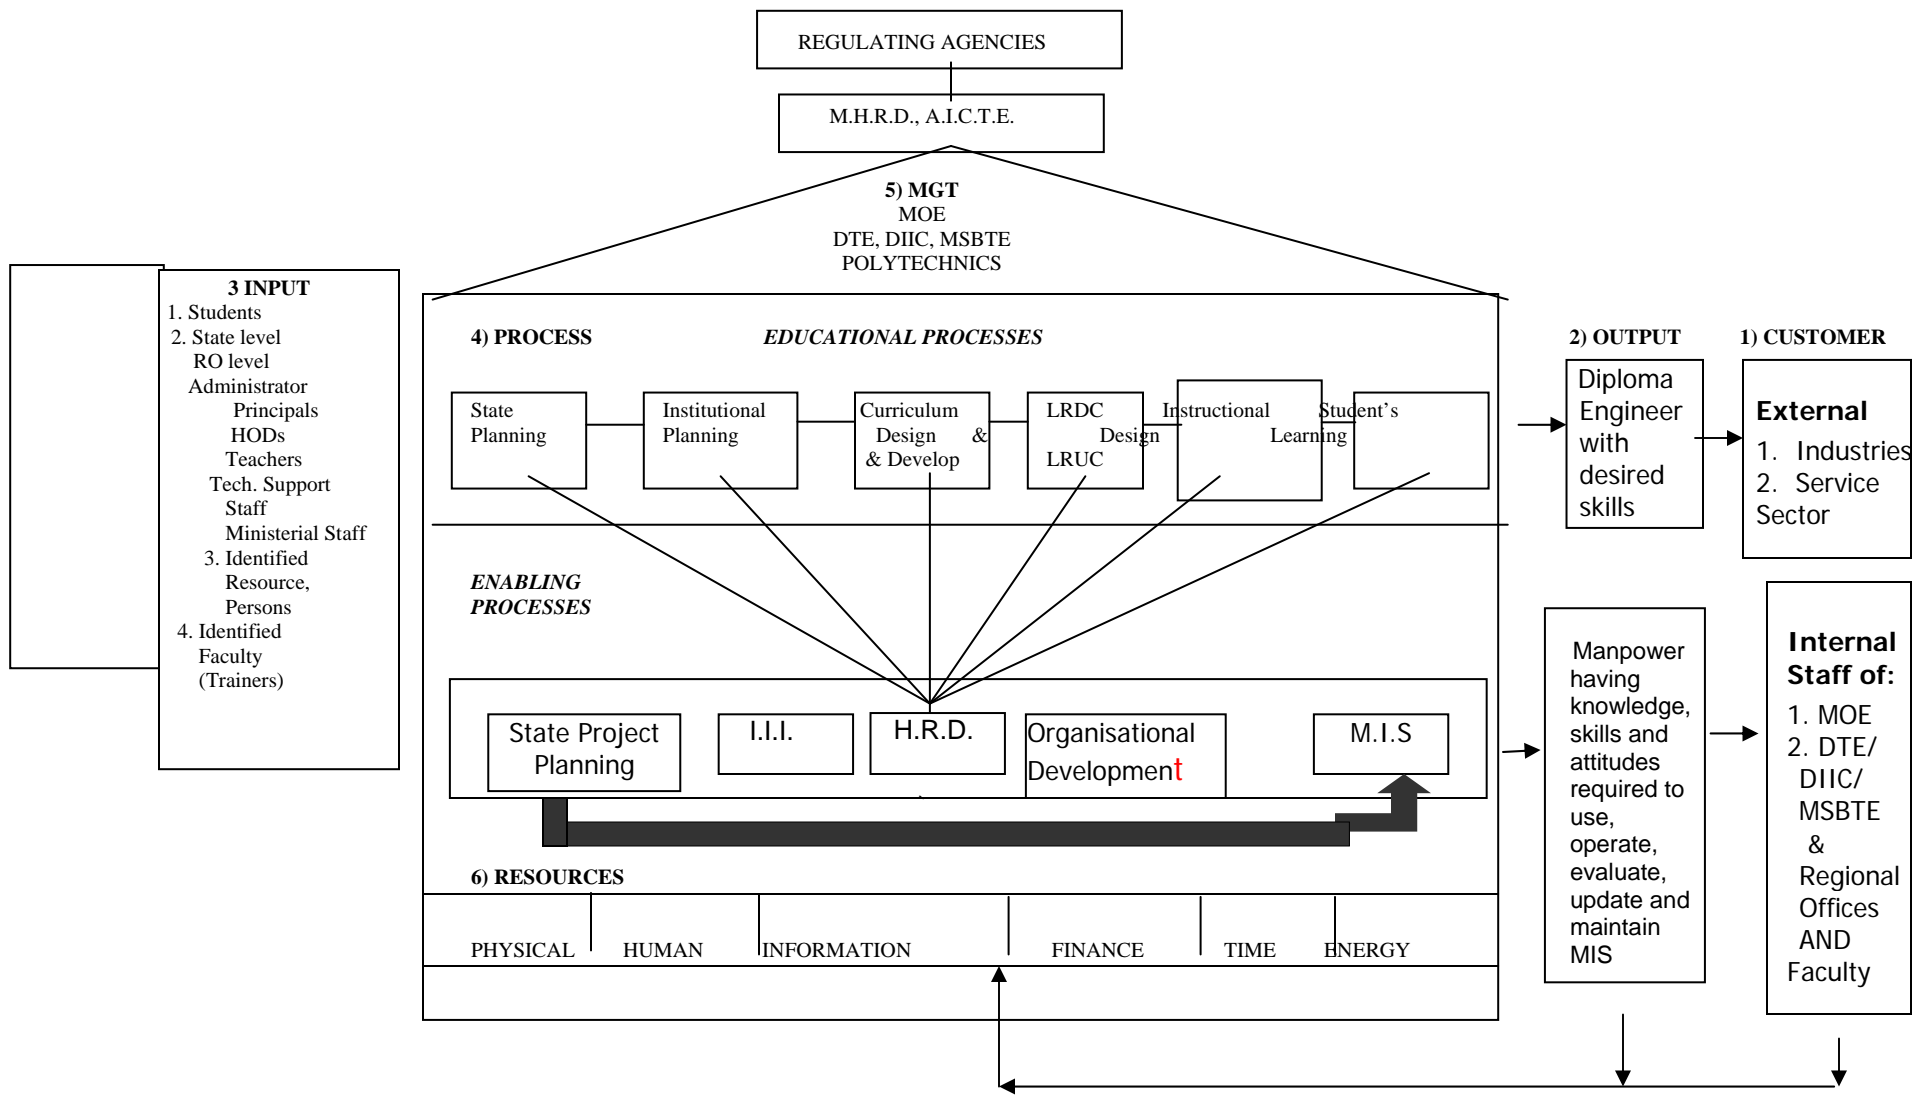 REGULATING AGENCIES
M.H.R.D., A.I.C.T.E.
5) MGT
MOE
DTE, DIIC, MSBTE
POLYTECHNICS
3 INPUT
1. Students
2. State level
RO level
Administrator
Principals
HODs
Teachers
Tech. Support
Staff
Ministerial Staff
3. Identified
Resource,
Persons
4. Identified
Faculty
(Trainers)
4) PROCESS EDUCATIONAL PROCESSES
State
Planning
Institutional
Planning
Curriculum
Design &
& Develop
LRDC
LRUC
Instructional
Design
Student's
Learning
ENABLING
PROCESSES
State Project
Planning
I.I.I.
H.R.D.
Organisational
Development
M.I.S
6) RESOURCES
PHYSICAL HUMAN INFORMATION FINANCE TIME ENERGY
2) OUTPUT
Diploma
Engineer
with
desired
skills
Manpower
having
knowledge,
skills and
attitudes
required to
use,
operate,
evaluate,
update and
maintain
MIS
1) CUSTOMER
External
1. Industries
2. Service
Sector
Internal
Staff of:
1. MOE
2. DTE/
DIIC/
MSBTE
&
Regional
Offices
AND
Faculty